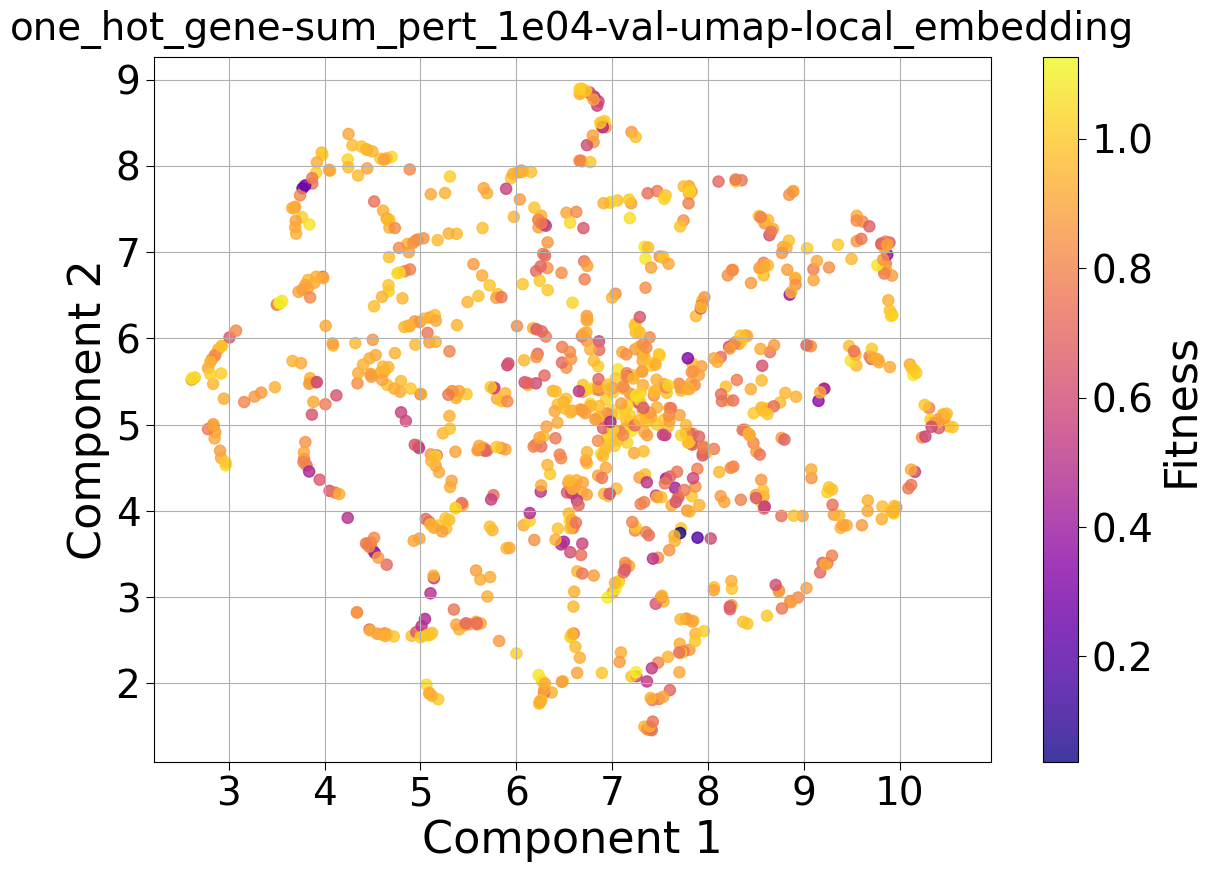 one_hot_gene-sum_pert_1e04-val-umap-local_embedding
9
8
7
6
5
4
3
2
Component 2
3 4 5 6 7 8 9 10
Component 1
1.0
0.8
0.6
0.4
0.2
Fitness